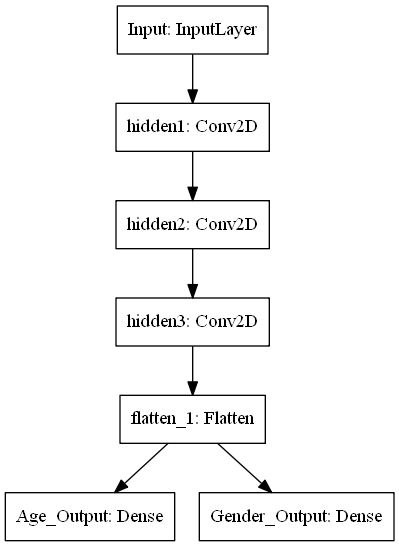 Input: InputLayer
hidden1: Conv2D
hidden2: Conv2D
hidden3: Conv2D
flatten_1: Flatten
Age_Output: Dense
Gender_Output: Dense